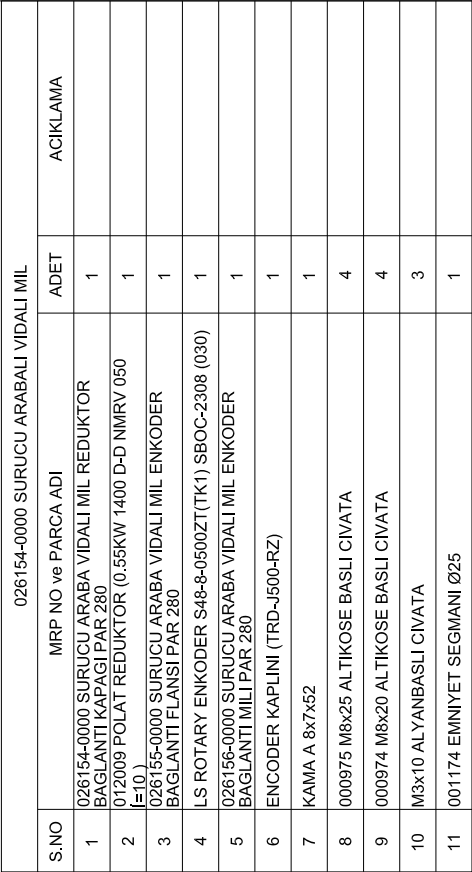 026154-0000 SURUCU ARABALI VIDALI MIL
S.NO MRP NO ve PARCA ADI ADET ACIKLAMA
1 026154-0000 SURUCU ARABA VIDALI MIL REDUKTOR 1
BAGLANTI KAPAGI PAR 280
2 012009 POLAT REDUKTOR (0.55KW 1400 D-D NMRV 050 1
İ=10 )
3 026155-0000 SURUCU ARABA VIDALI MIL ENKODER 1
BAGLANTI FLANSI PAR 280
4 LS ROTARY ENKODER S48-8-0500ZT(TK1) SBOC-2308 (030) 1
5 026156-0000 SURUCU ARABA VIDALI MIL ENKODER 1
BAGLANTI MILI PAR 280
6 ENCODER KAPLINI (TRD-J500-RZ) 1
7 KAMA A 8x7x52 1
8 000975 M8x25 ALTIKOSE BASLI CIVATA 4
9 000974 M8x20 ALTIKOSE BASLI CIVATA 4
10 M3x10 ALYANBASLI CIVATA 3
11 001174 EMNIYET SEGMANI Ø25 1